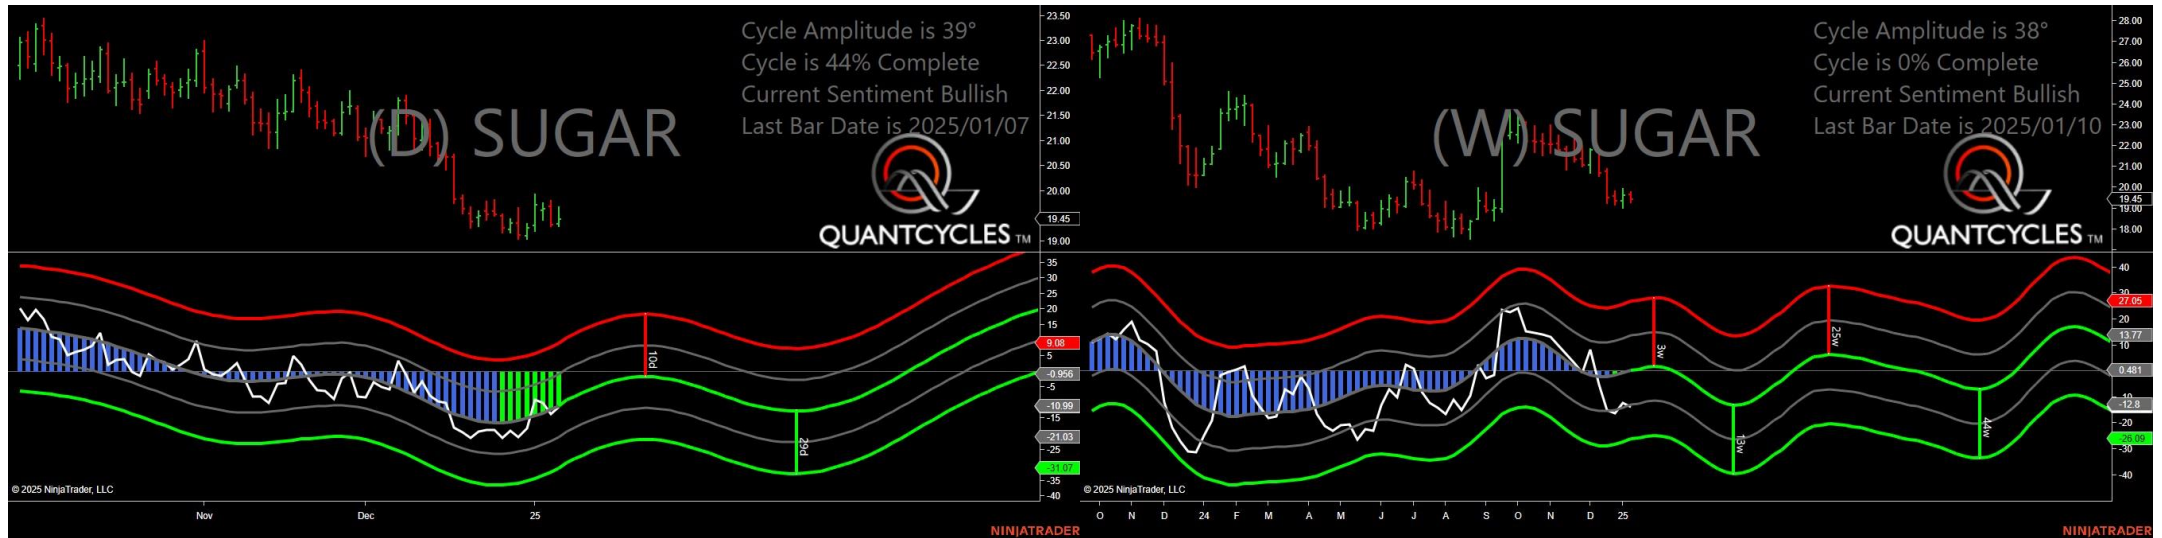 Cycle Amplitude is 39°
Cycle is 44% Complete
Current Sentiment Bullish
Last Bar Date is 2025/01/07
(D) SUGAR
QUANTCYCLES TM
23.50
23.00
22.50
22.00
21.50
21.00
20.50
20.00
19.45
19.00
35
30
25
20
15
9.08
5
-0.956
-5
-10.99
-15
-21.03
-25
-31.07
-35
-40
10d
29d
© 2025 NinjaTrader, LLC
Nov
Dec
25
NINJATRADER
Cycle Amplitude is 38°
Cycle is 0% Complete
Current Sentiment Bullish
Last Bar Date is 2025/01/10
(W) SUGAR
QUANTCYCLES TM
28.00
27.00
26.00
25.00
24.00
23.00
22.00
21.00
20.00
19.45
19.00
18.00
40
30
27.05
20
13.77
10
0.481
-10
-12.8
-20
-26.09
-30
-40
3w
13w
25w
44w
© 2025 NinjaTrader, LLC
O N D 24 F M A M J J A S O N D 25
NINJATRADER